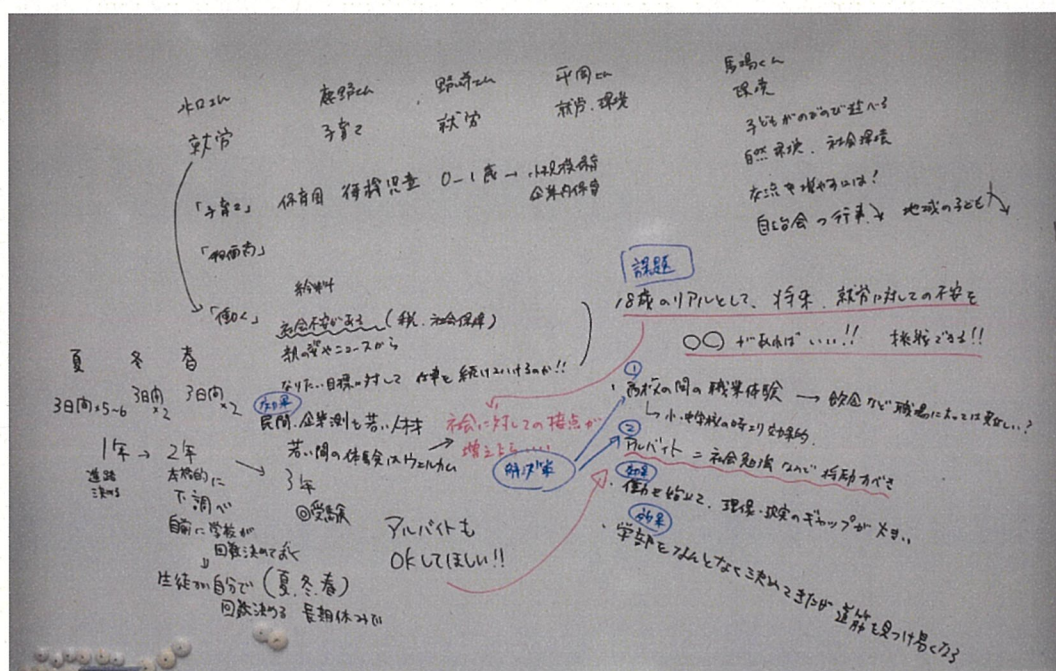 水口さん
就労
鹿野さん
子育て
野崎さん
就労
平岡さん
就労・環境
馬場くん
環境
子どもがのびのび遊べる
自然環境、社会環境
交流を増やすには!
自治会の行事↘ 地域の子ども↘
「子育て」 保育園 待機児童 0-1歳→小規模保育
企業内保育
「働く」
給料
社会不安がある(税、社会保障)
親の姿やニュースから
なりたい目標に対して 仕事を続けていけるのか!!
課題
18歳のリアルとして、将来、就労に対しての不安を
〇〇があればいい!! 挑戦できる!!
夏 冬 春
3日間×5~6 3日間×2 3日間×2
効果
民間、企業側も若い人材
若い間の体験はウェルカム
社会に対しての接点が
増えたら....
1年→2年
進路
決める
本格的に
下調べ
事前に学校が
回数決めておく
↓
生徒が自分で(夏、冬、春)
回数決める 長期休みで
3年
◎受験
アルバイトも
OKしてほしい!!
解決策
①
・高校の間の職業体験 → 飲食など職場によっては要らない?
↳小・中学校の時より効果的
②
アルバイト=社会勉強なので推励すべき
効果
・働き始めて、理想・現実のギャップが大きい
効果
・学部をなんとなく決めてきたが道筋を見つけ易くなる